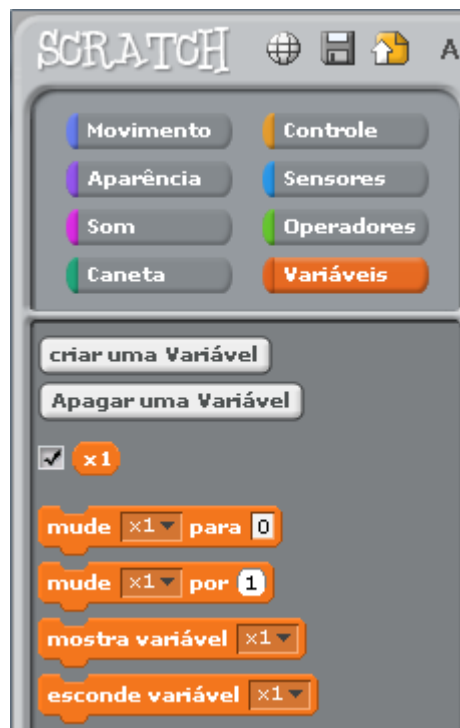 SCRATCH A
Movimento Controle
Aparência Sensores
Som Operadores
Caneta Variáveis
criar uma Variável
Apagar uma Variável
x1
mude x1 para 0
mude x1 por 1
mostra variável x1
esconde variável x1